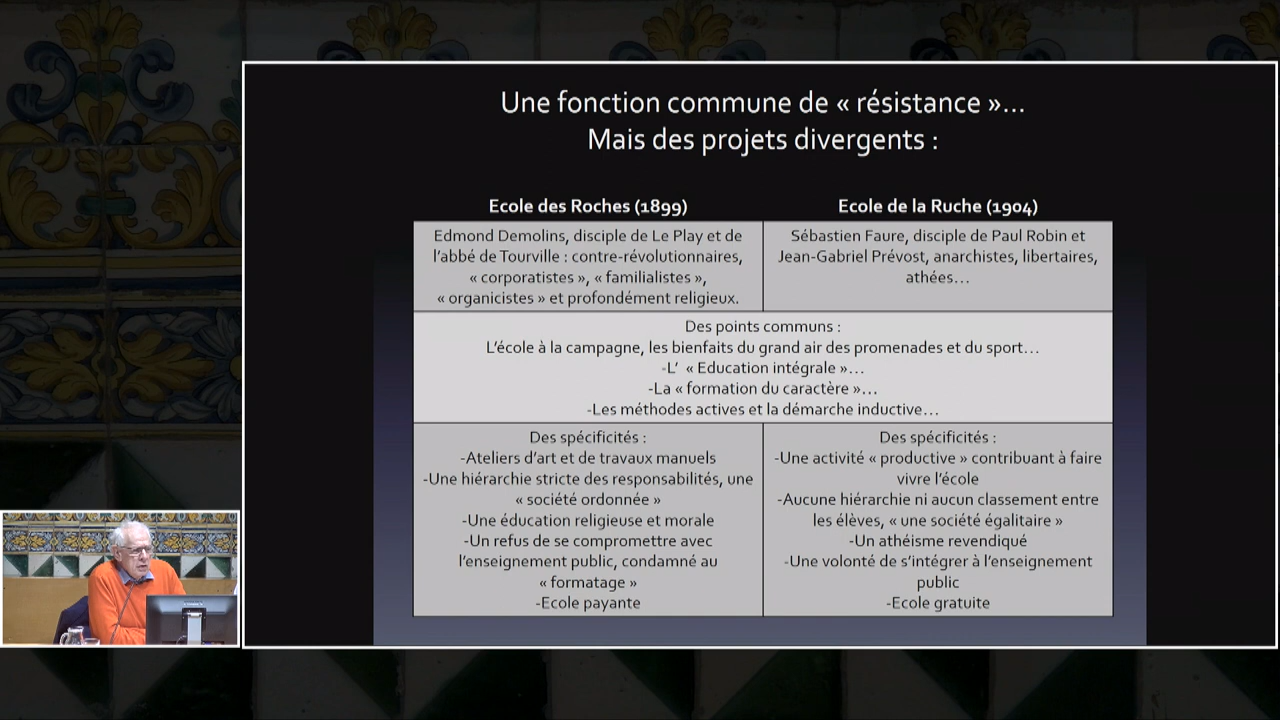 Une fonction commune de « résistance »...
Mais des projets divergents :
Ecole des Roches (1899)
Ecole de la Ruche (1904)
Edmond Demolins, disciple de Le Play et de
l'abbé de Tourville : contre-révolutionnaires,
« corporatistes », « familialistes »,
« organicistes » et profondément religieux.
Sébastien Faure, disciple de Paul Robin et
Jean-Gabriel Prévost, anarchistes, libertaires,
athées...
Des points communs :
L'école à la campagne, les bienfaits du grand air des promenades et du sport...
-L' « Education intégrale »...
-La « formation du caractère »...
-Les méthodes actives et la démarche inductive...
Des spécificités :
-Ateliers d'art et de travaux manuels
-Une hiérarchie stricte des responsabilités, une
« société ordonnée »
-Une éducation religieuse et morale
-Un refus de se compromettre avec
l'enseignement public, condamné au
« formatage »
-Ecole payante
Des spécificités :
-Une activité « productive » contribuant à faire
vivre l'école
-Aucune hiérarchie ni aucun classement entre
les élèves, « une société égalitaire »
-Un athéisme revendiqué
-Une volonté de s'intégrer à l'enseignement
public
-Ecole gratuite